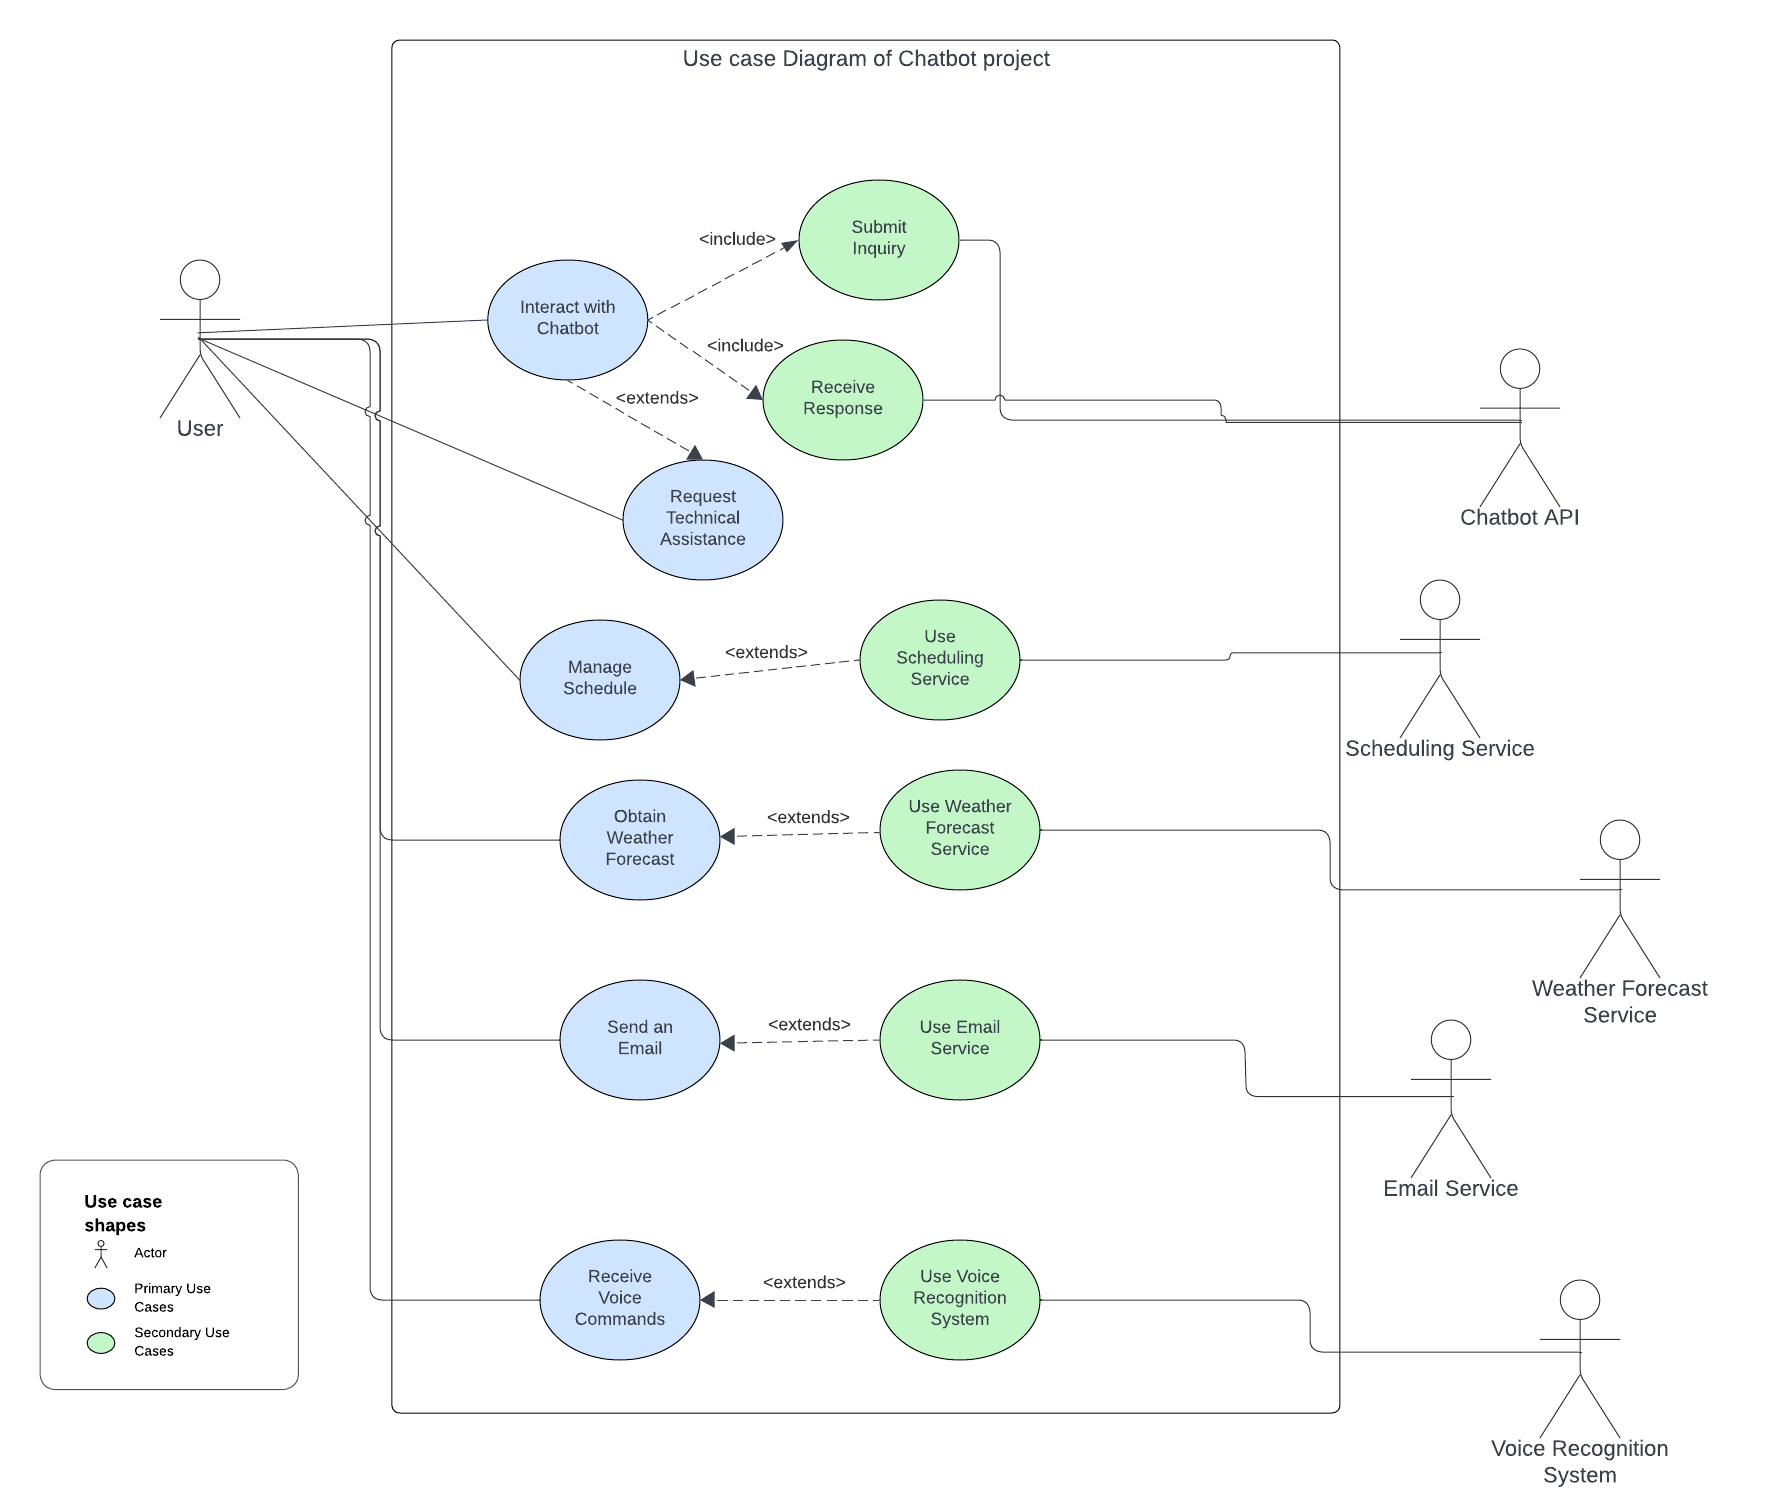 Use case Diagram of Chatbot project
Submit
Inquiry
<include>
Interact with
Chatbot
<include>
Receive
Response
<extends>
User
Request
Technical
Assistance
Chatbot API
Use
Scheduling
Service
<extends>
Manage
Schedule
Scheduling Service
Use Weather
Forecast
Service
<extends>
Obtain
Weather
Forecast
Weather Forecast
Service
Send an
Email
<extends>
Use Email
Service
Email Service
Use case
shapes
Actor
Primary Use
Cases
Secondary Use
Cases
Receive
Voice
Commands
<extends>
Use Voice
Recognition
System
Voice Recognition
System